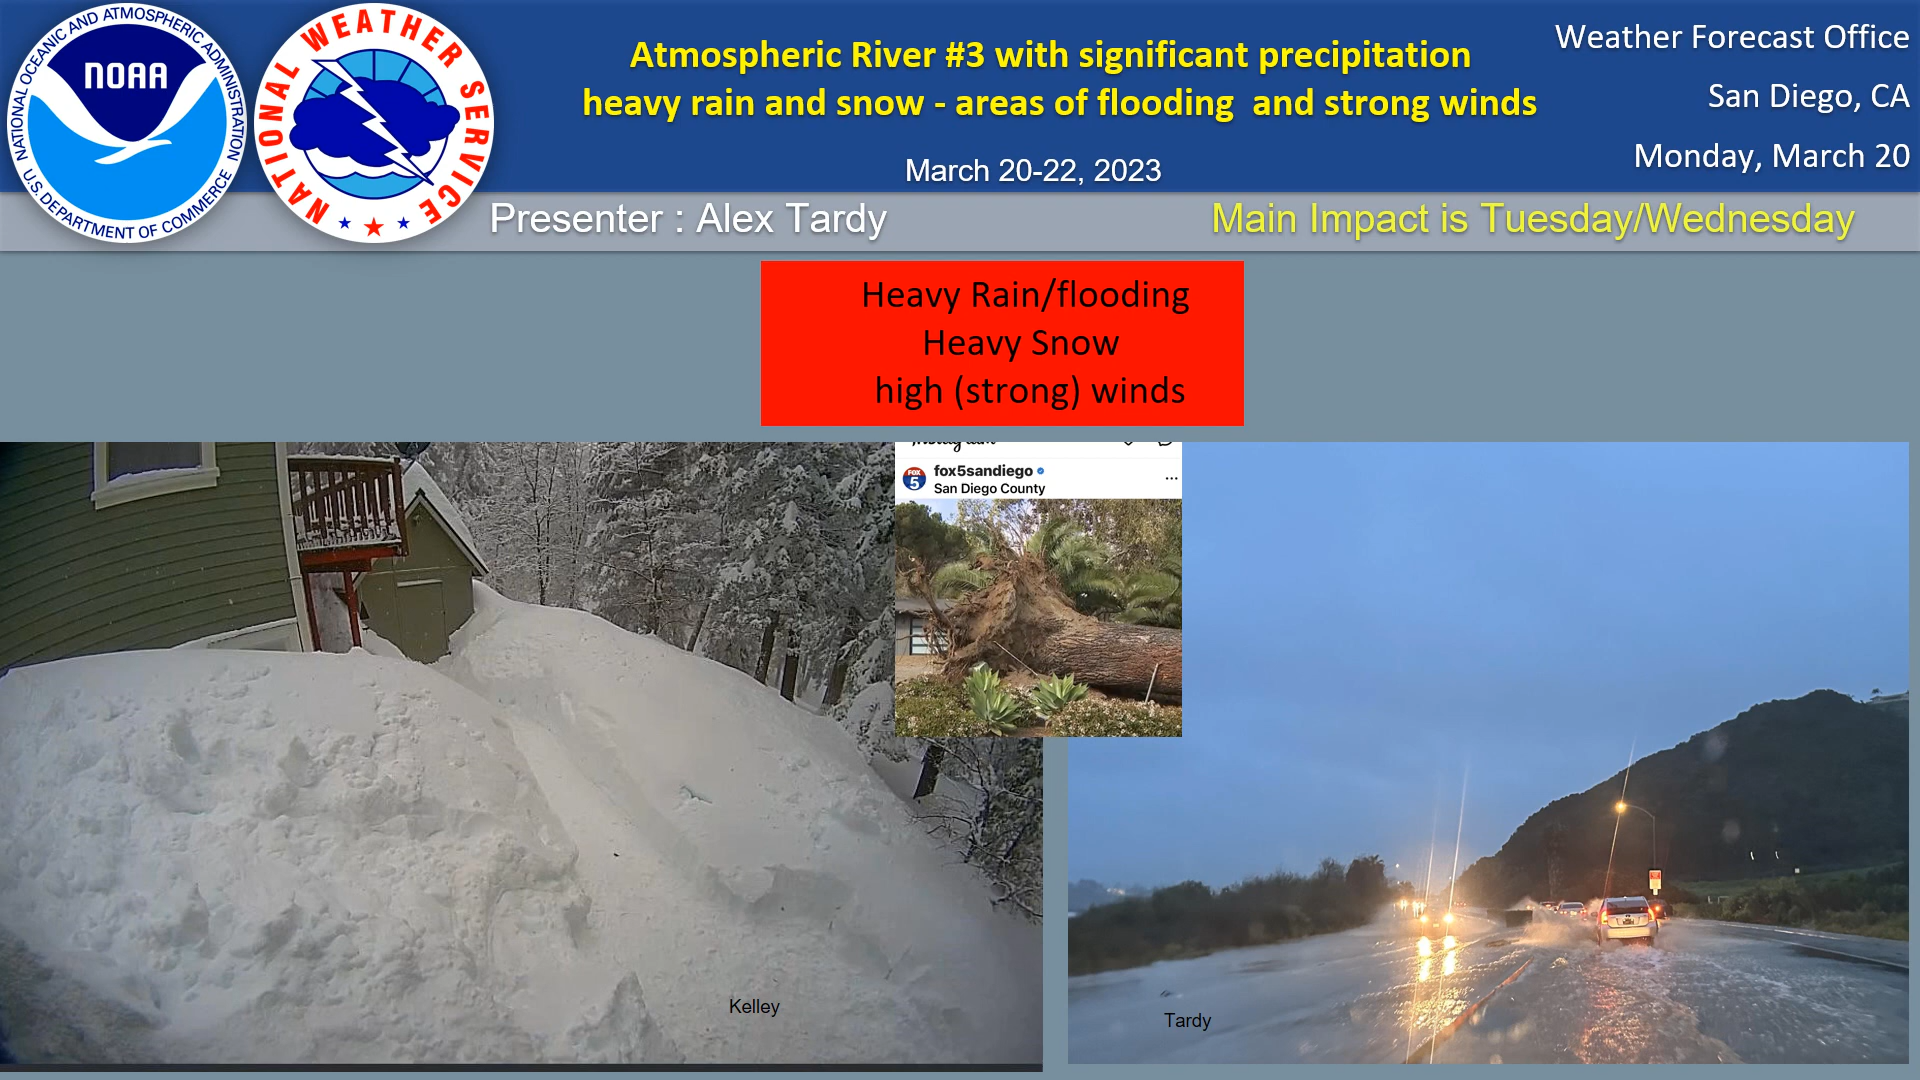 NATIONAL OCEANIC AND ATMOSPHERIC ADMINISTRATION
NOAA
U.S. DEPARTMENT OF COMMERCE
NATIONAL WEATHER SERVICE
Atmospheric River #3 with significant precipitation
heavy rain and snow - areas of flooding  and strong winds
March 20-22, 2023
Weather Forecast Office
San Diego, CA
Monday, March 20
Presenter : Alex Tardy
Main Impact is Tuesday/Wednesday
Heavy Rain/flooding
Heavy Snow
high (strong) winds
FOX
5
fox5sandiego
San Diego County
...
Kelley
Tardy